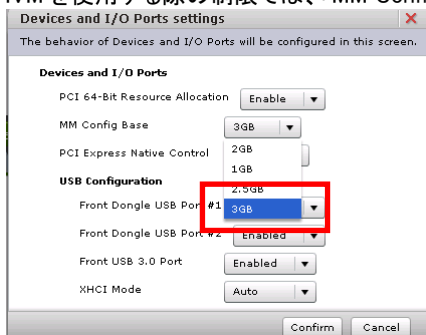 を使用する際の制限では、MM Conf
Devices and I/O Ports settings
The behavior of Devices and I/O Ports will be configured in this screen.
Devices and I/O Ports
PCI 64-Bit Resource Allocation Enable
MM Config Base 3GB
2GB
PCI Express Native Control
1GB
USB Configuration
2.5GB
Front Dongle USB Port #1 3GB
Front Dongle USB Port #2 Enabled
Front USB 3.0 Port Enabled
XHCI Mode Auto
Confirm Cancel